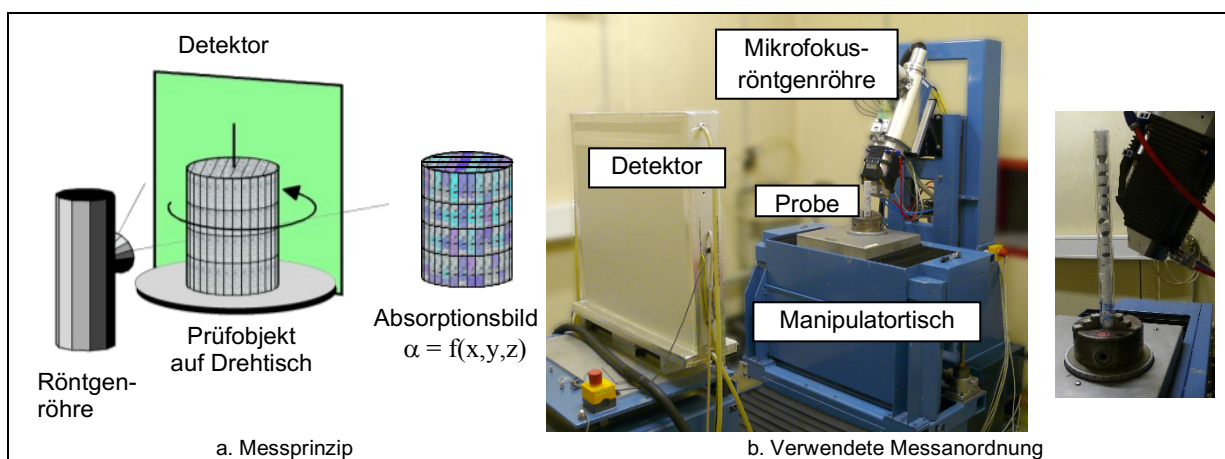 Detektor
Röntgen-
röhre
Prüfobjekt
auf Drehtisch
Absorptionsbild
α = f(x,y,z)
a. Messprinzip
Mikrofokus-
röntgenröhre
Detektor
Probe
Manipulatortisch
b. Verwendete Messanordnung